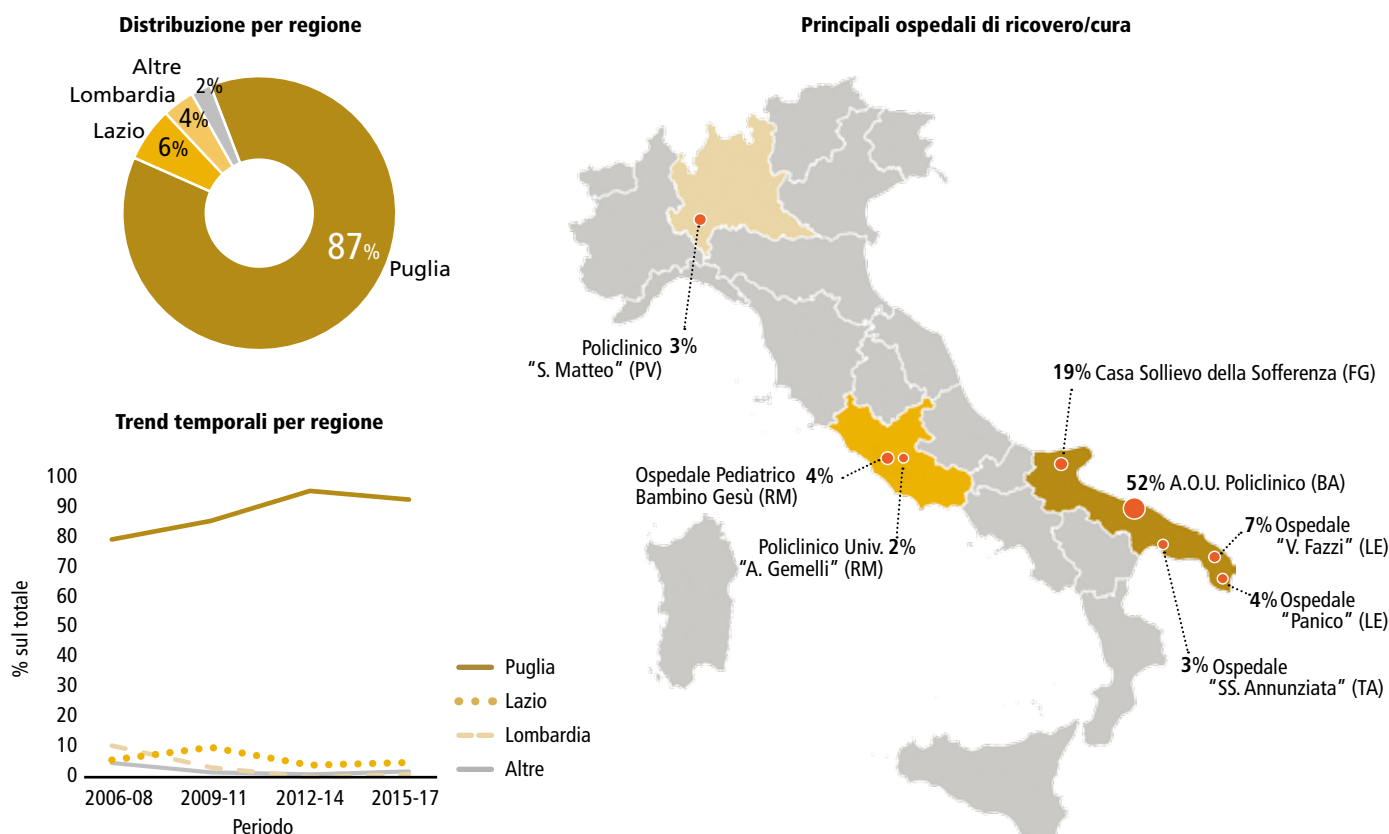 Distribuzione per regione
Altre
2%
Lombardia
4%
Lazio
6%
87%
Puglia
Trend temporali per regione
100
90
80
70
60
50
40
30
20
10
0
% sul totale
2006-08
2009-11
2012-14
2015-17
Periodo
Puglia
Lazio
Lombardia
Altre
Principali ospedali di ricovero/cura
Policlinico 3%
"S. Matteo" (PV)
19% Casa Sollievo della Sofferenza (FG)
Ospedale Pediatrico 4%
Bambino Gesù (RM)
52% A.O.U. Policlinico (BA)
Policlinico Univ. 2%
"A. Gemelli" (RM)
7% Ospedale
"V. Fazzi" (LE)
4% Ospedale
"Panico" (LE)
3% Ospedale
"SS. Annunziata" (TA)